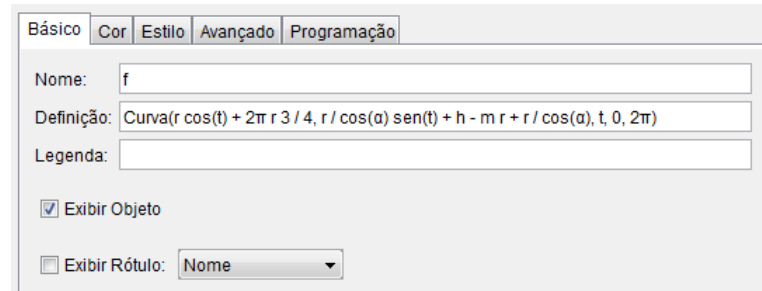 Básico Cor Estilo Avançado Programação
Nome: f
Definição: Curva(r cos(t) + 2π r 3 / 4, r / cos(α) sen(t) + h - m r + r / cos(α), t, 0, 2π)
Legenda:
Exibir Objeto
Exibir Rótulo: Nome